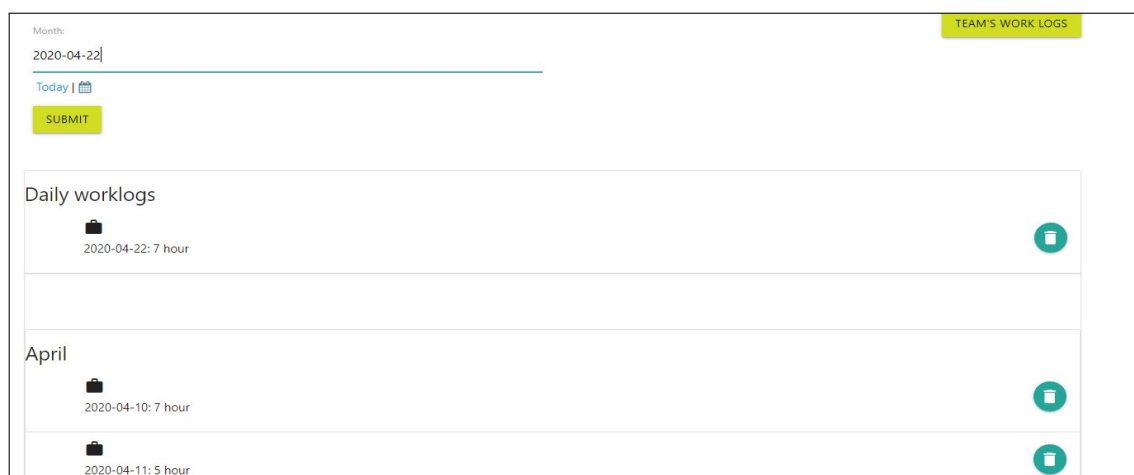 TEAM'S WORK LOGS
Month:
2020-04-22
Today |
SUBMIT
Daily worklogs
2020-04-22: 7 hour
April
2020-04-10: 7 hour
2020-04-11: 5 hour